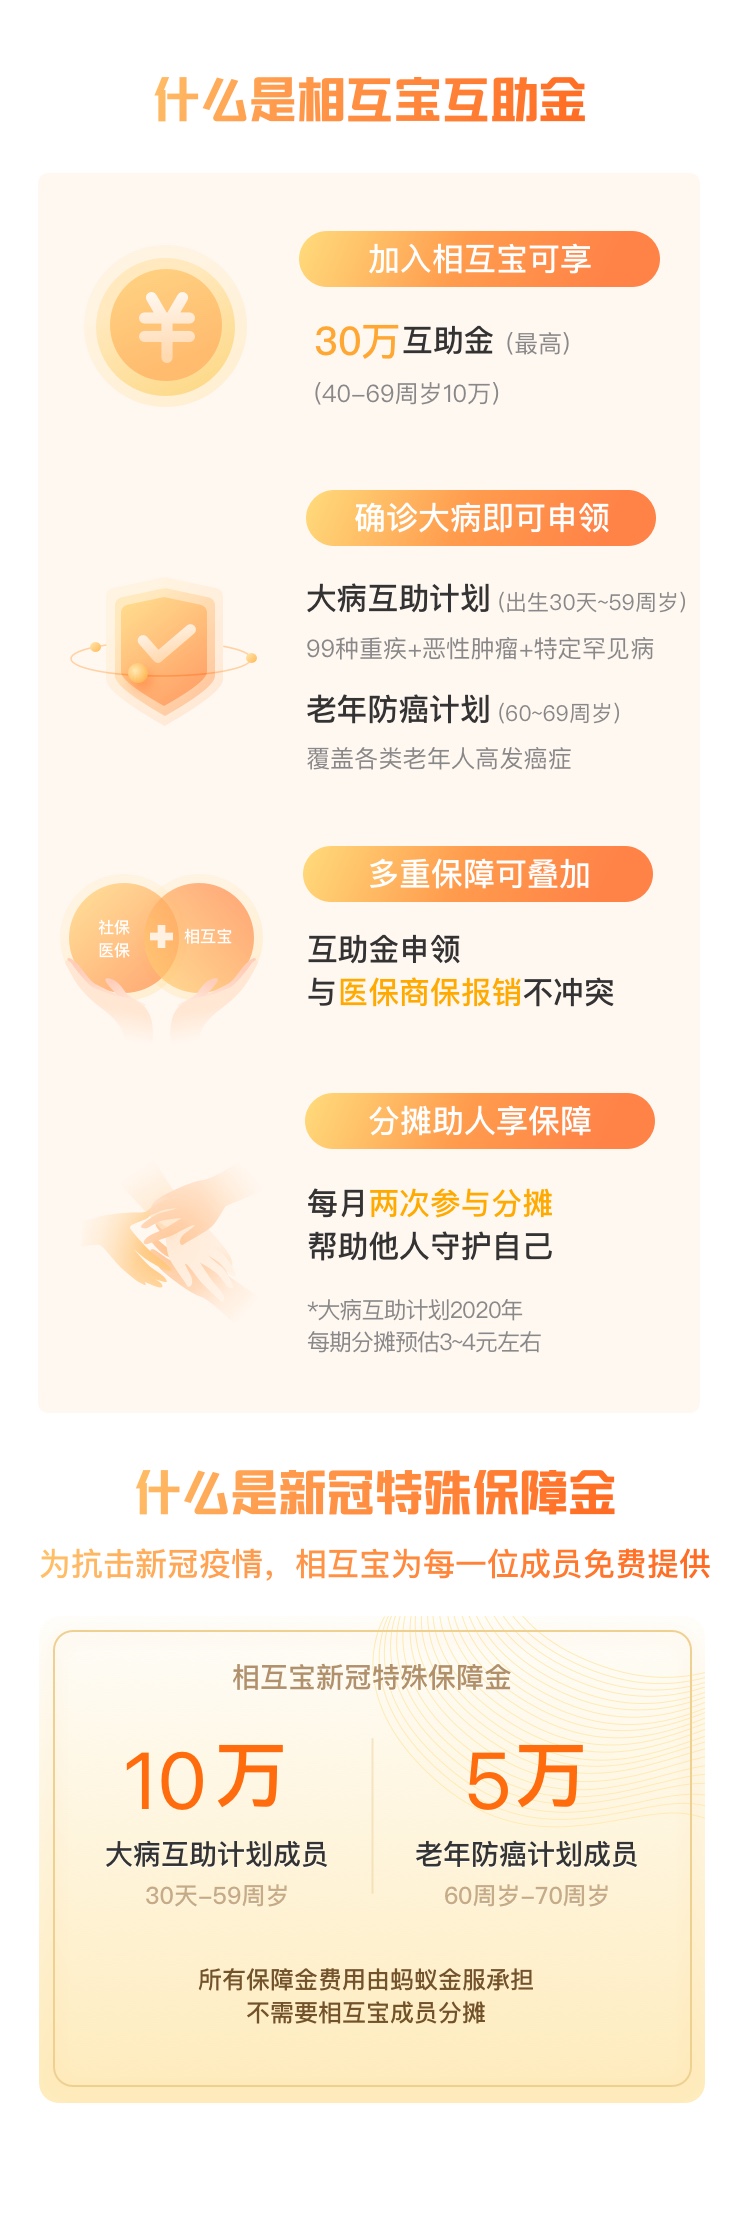 什么是相互宝互助金
加入相互宝可享
30万互助金（最高）
（40-69周岁10万）
确诊大病即可申领
大病互助计划（出生30天~59周岁）
99种重疾+恶性肿瘤+特定罕见病
老年防癌计划（60~69周岁）
覆盖各类老年人高发癌症
多重保障可叠加
社保
医保
相互宝
互助金申领
与医保商保报销不冲突
分摊助人享保障
每月两次参与分摊
帮助他人守护自己
*大病互助计划2020年
每期分摊预估3~4元左右
什么是新冠特殊保障金
为抗击新冠疫情，相互宝为每一位成员免费提供
相互宝新冠特殊保障金
10万
大病互助计划成员
30天-59周岁
5万
老年防癌计划成员
60周岁-70周岁
所有保障金费用由蚂蚁金服承担
不需要相互宝成员分摊